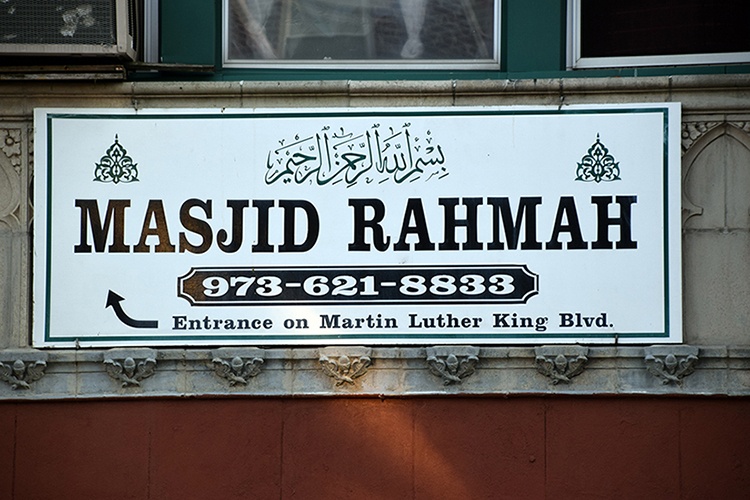 بسم الله الرحمن الرحيم
MASJID RAHMAH
973-621-8833
Entrance on Martin Luther King Blvd.